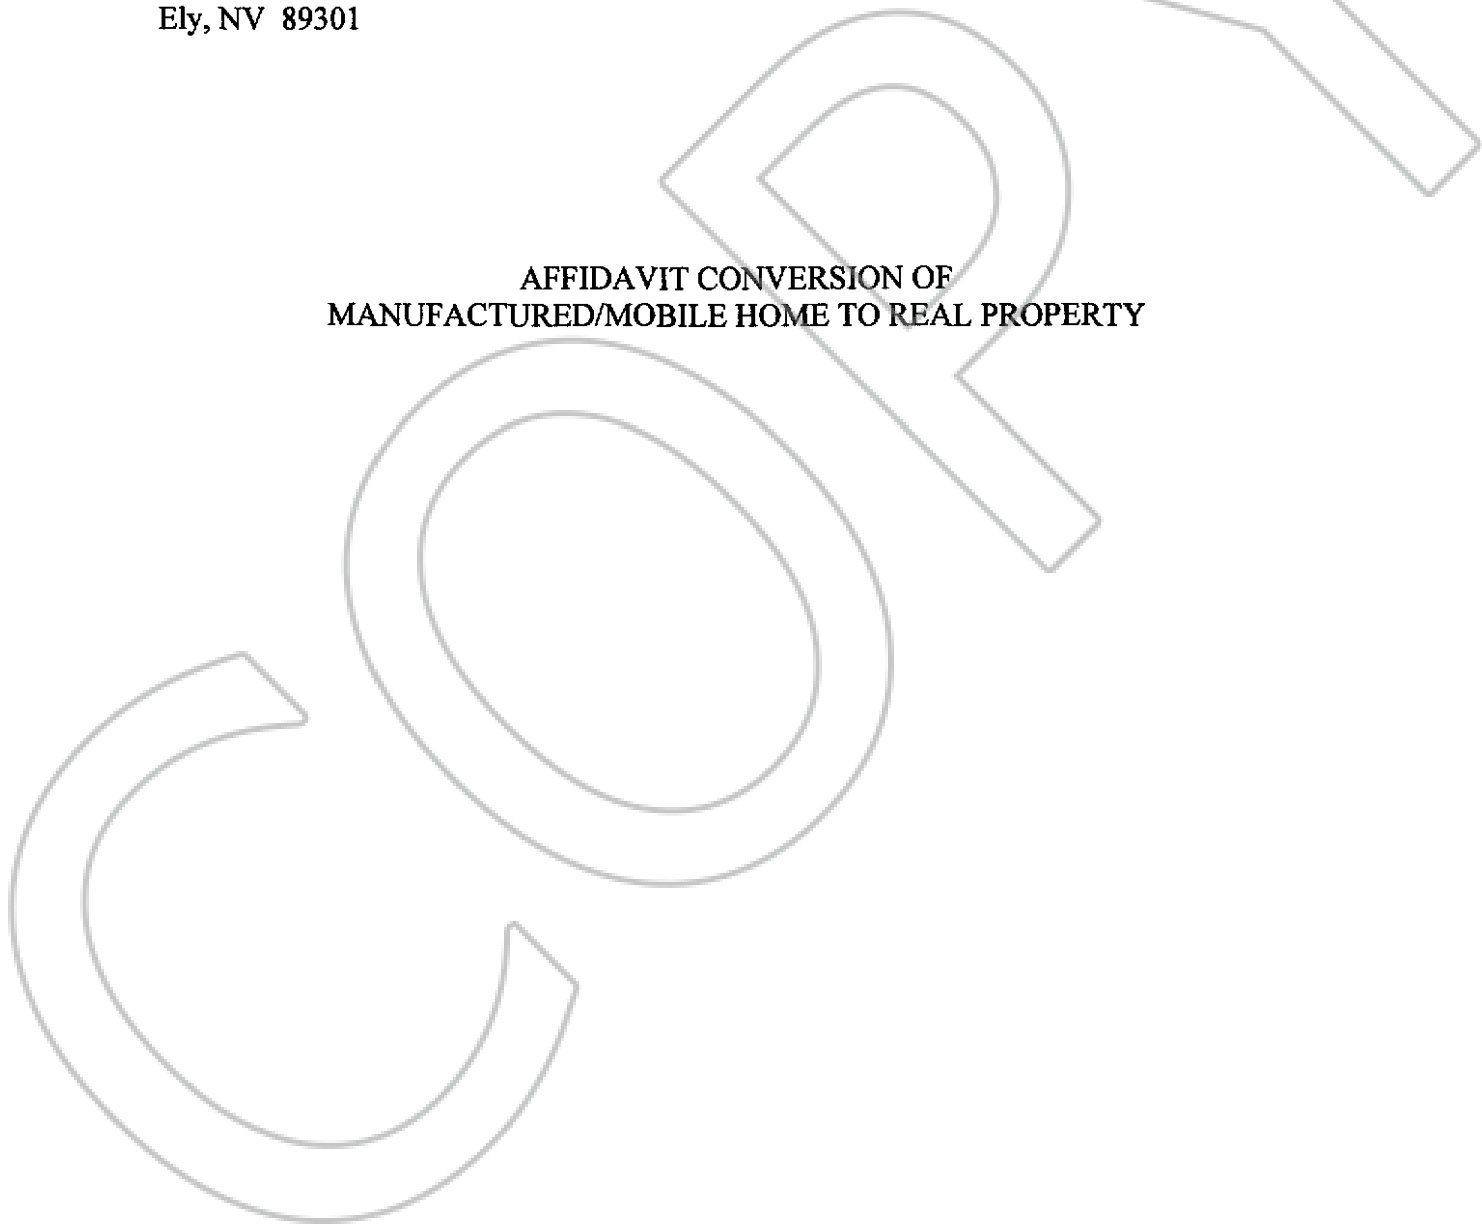 Ely, NV 89301
AFFIDAVIT CONVERSION OF
MANUFACTURED/MOBILE HOME TO REAL PROPERTY
COPY